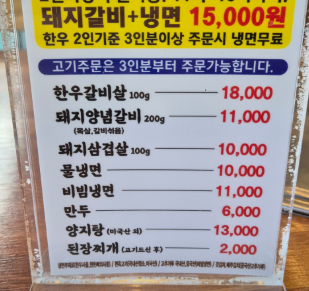 돼지갈비+냉면 15,000원
한우 2인기준 3인분이상 주문시 냉면무료
고기주문은 3인분부터 주문가능합니다.
한우갈비살 100g 18,000
돼지양념갈비 200g 11,000
(목살,갈비섞음)
돼지삼겹살 100g 10,000
물냉면 10,000
비빔냉면 11,000
만두 6,000
양지탕 (미국산 외) 13,000
된장찌개 (고기드신 후) 2,000